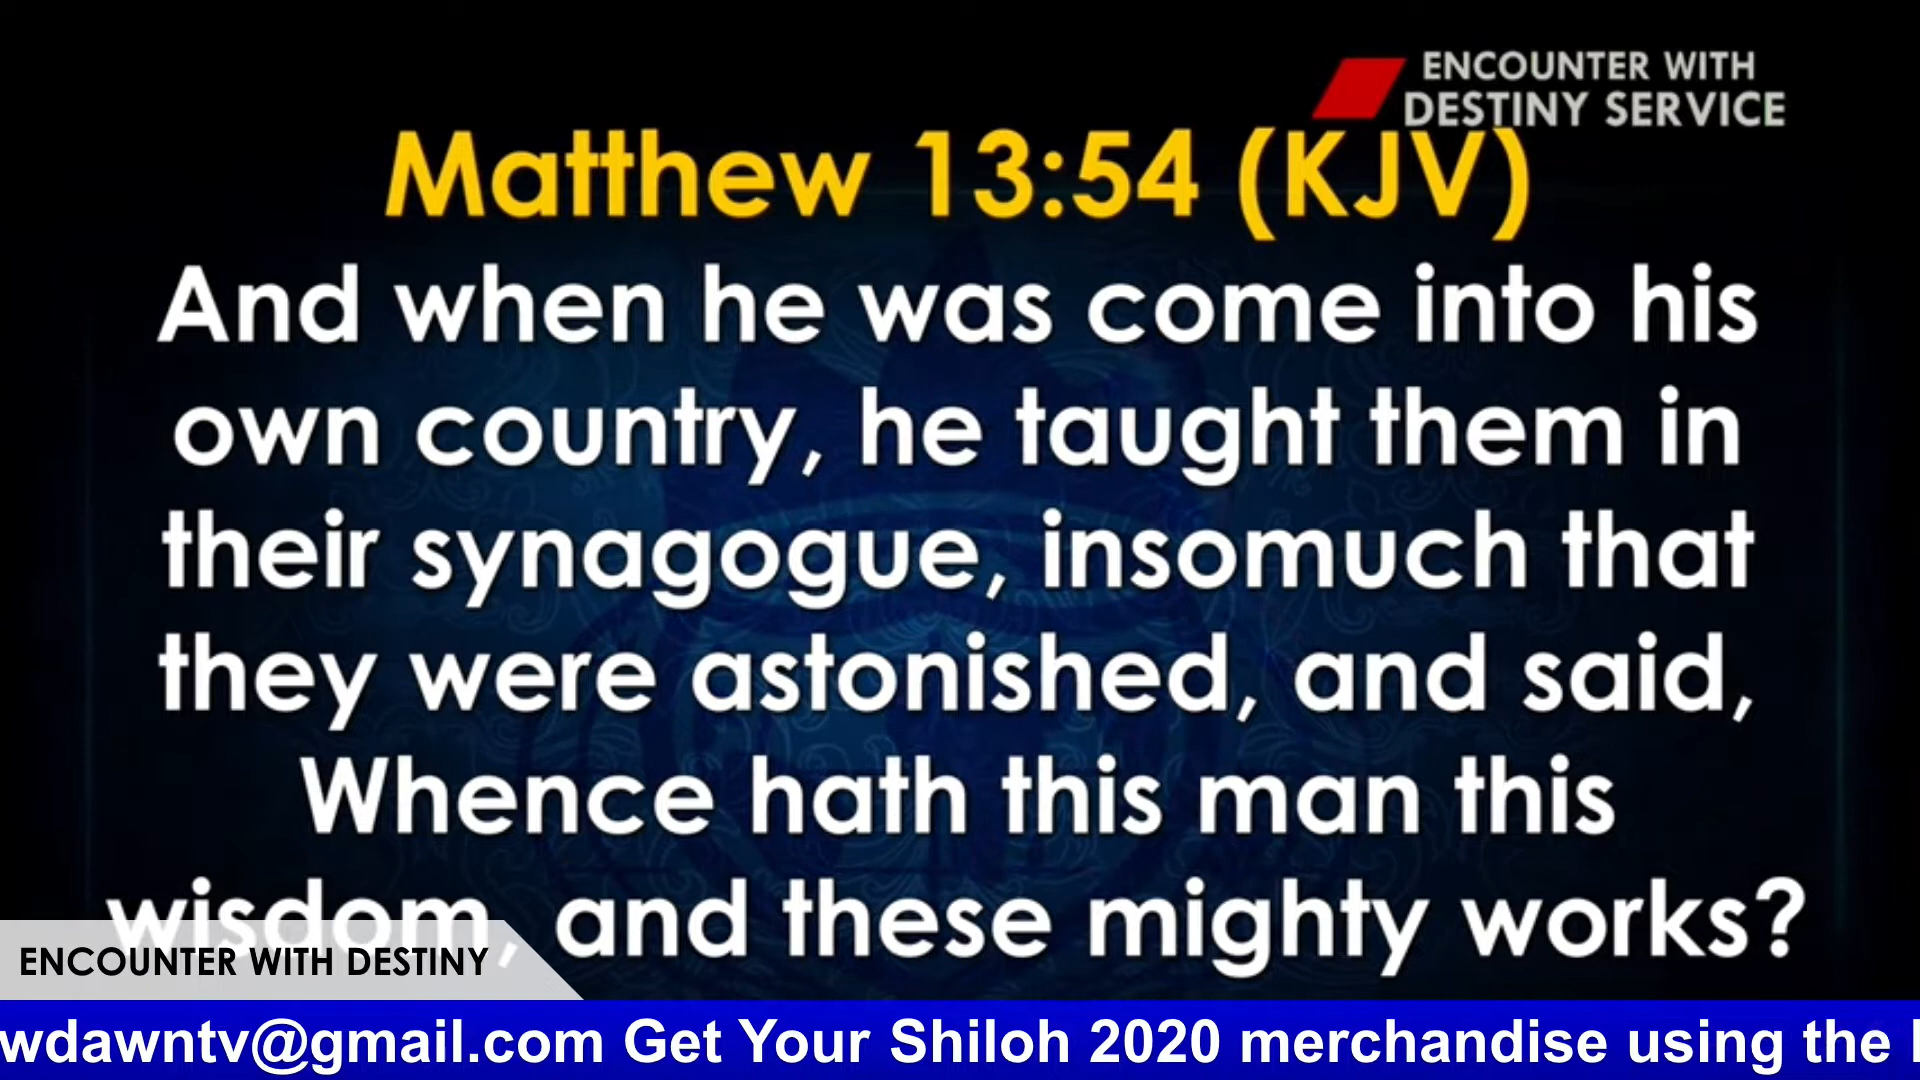 ENCOUNTER WITH
DESTINY SERVICE
Matthew 13:54 (KJV)
And when he was come into his
own country, he taught them in
their synagogue, insomuch that
they were astonished, and said,
Whence hath this man this
wisdom, and these mighty works?
ENCOUNTER WITH DESTINY
wdawntv@gmail.com Get Your Shiloh 2020 merchandise using the